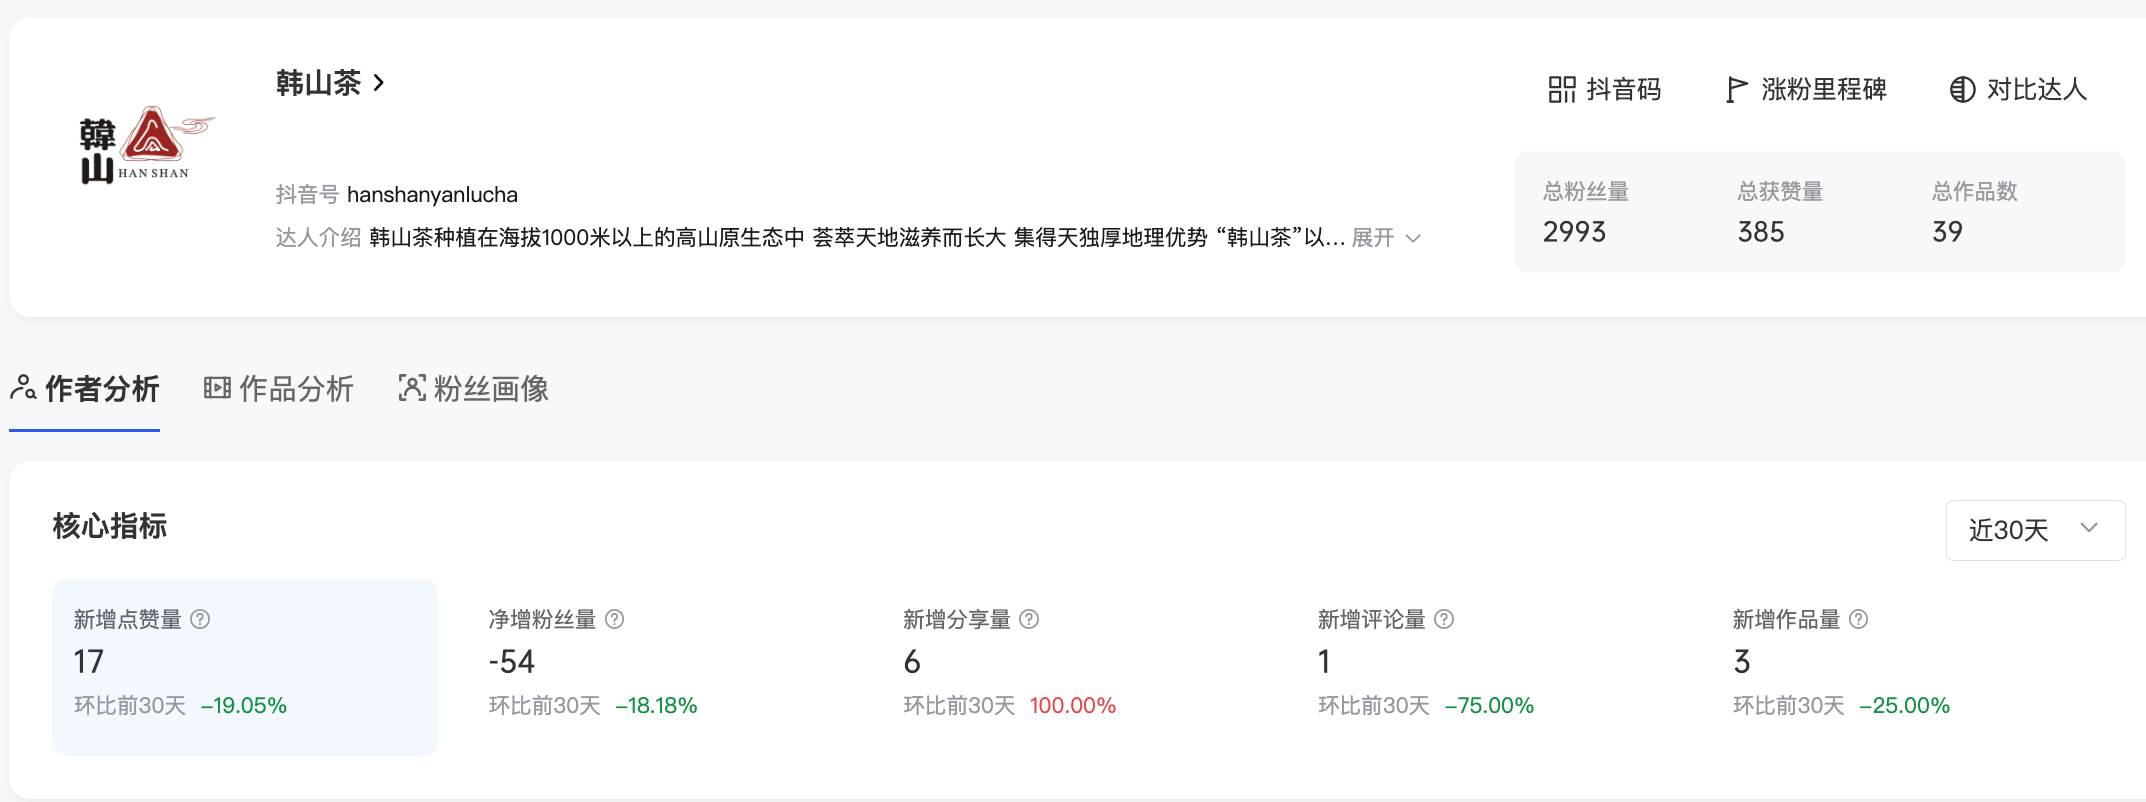 韩山茶
抖音码 涨粉里程碑 对比达人
韓山 HAN SHAN
抖音号 hanshanyanlucha
达人介绍 韩山茶种植在海拔1000米以上的高山原生态中 荟萃天地滋养而长大 集得天独厚地理优势 “韩山茶”以... 展开
总粉丝量 总获赞量 总作品数
2993 385 39
作者分析 作品分析 粉丝画像
核心指标
近30天
新增点赞量 净增粉丝量 新增分享量 新增评论量 新增作品量
17 -54 6 1 3
环比前30天 -19.05% 环比前30天 -18.18% 环比前30天 100.00% 环比前30天 -75.00% 环比前30天 -25.00%